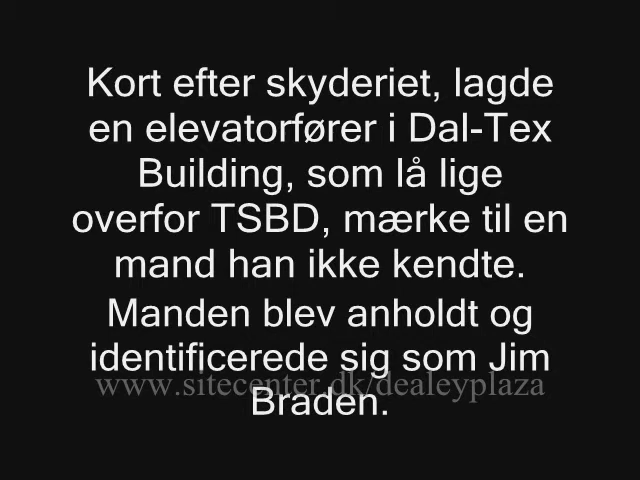 Kort efter skyderiet, lagde
en elevatorfører i Dal-Tex
Building, som lå lige
overfor TSBD, mærke til en
mand han ikke kendte.
Manden blev anholdt og
identificerede sig som Jim
www.sitecenter.dk/dealeyplaza
Braden.